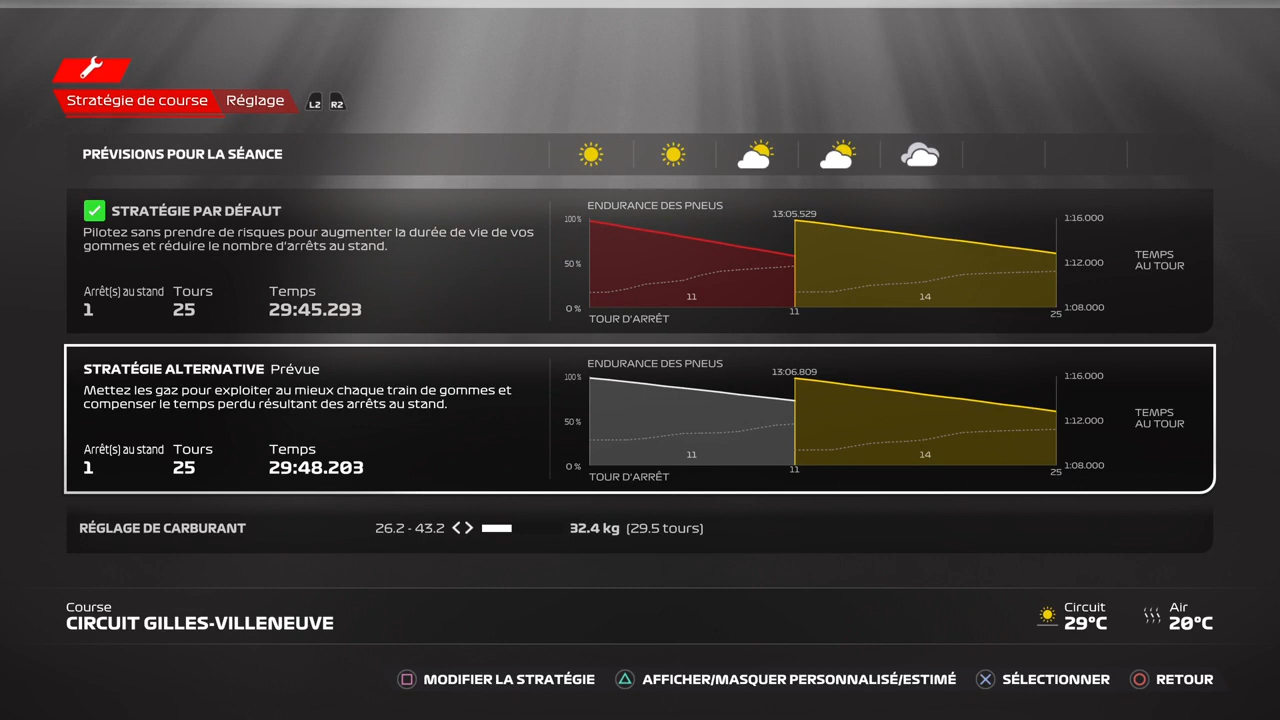 Stratégie de course Réglage L2 R2
PRÉVISIONS POUR LA SÉANCE
STRATÉGIE PAR DÉFAUT
Pilotez sans prendre de risques pour augmenter la durée de vie de vos
gommes et réduire le nombre d'arrêts au stand.
Arrêt(s) au stand Tours Temps
1 25 29:45.293
ENDURANCE DES PNEUS
13:05.529
100%
50 %
0 %
11
14
11
25
TOUR D'ARRÊT
1:16.000
1:12.000
1:08.000
TEMPS
AU TOUR
STRATÉGIE ALTERNATIVE Prévue
Mettez les gaz pour exploiter au mieux chaque train de gommes et
compenser le temps perdu résultant des arrêts au stand.
Arrêt(s) au stand Tours Temps
1 25 29:48.203
ENDURANCE DES PNEUS
13:06.809
100%
50 %
0 %
11
14
11
25
TOUR D'ARRÊT
1:16.000
1:12.000
1:08.000
TEMPS
AU TOUR
RÉGLAGE DE CARBURANT 26.2 - 43.2 32.4 kg (29.5 tours)
Course
CIRCUIT GILLES-VILLENEUVE
Circuit
29°C
Air
20°C
MODIFIER LA STRATÉGIE AFFICHER/MASQUER PERSONNALISÉ/ESTIMÉ SÉLECTIONNER RETOUR